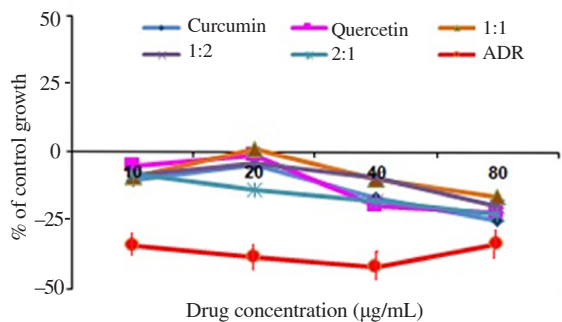 % of control growth
50
25
0
–25
–50
Curcumin Quercetin 1:1
1:2 2:1 ADR
10 20 40 80
Drug concentration (μg/mL)